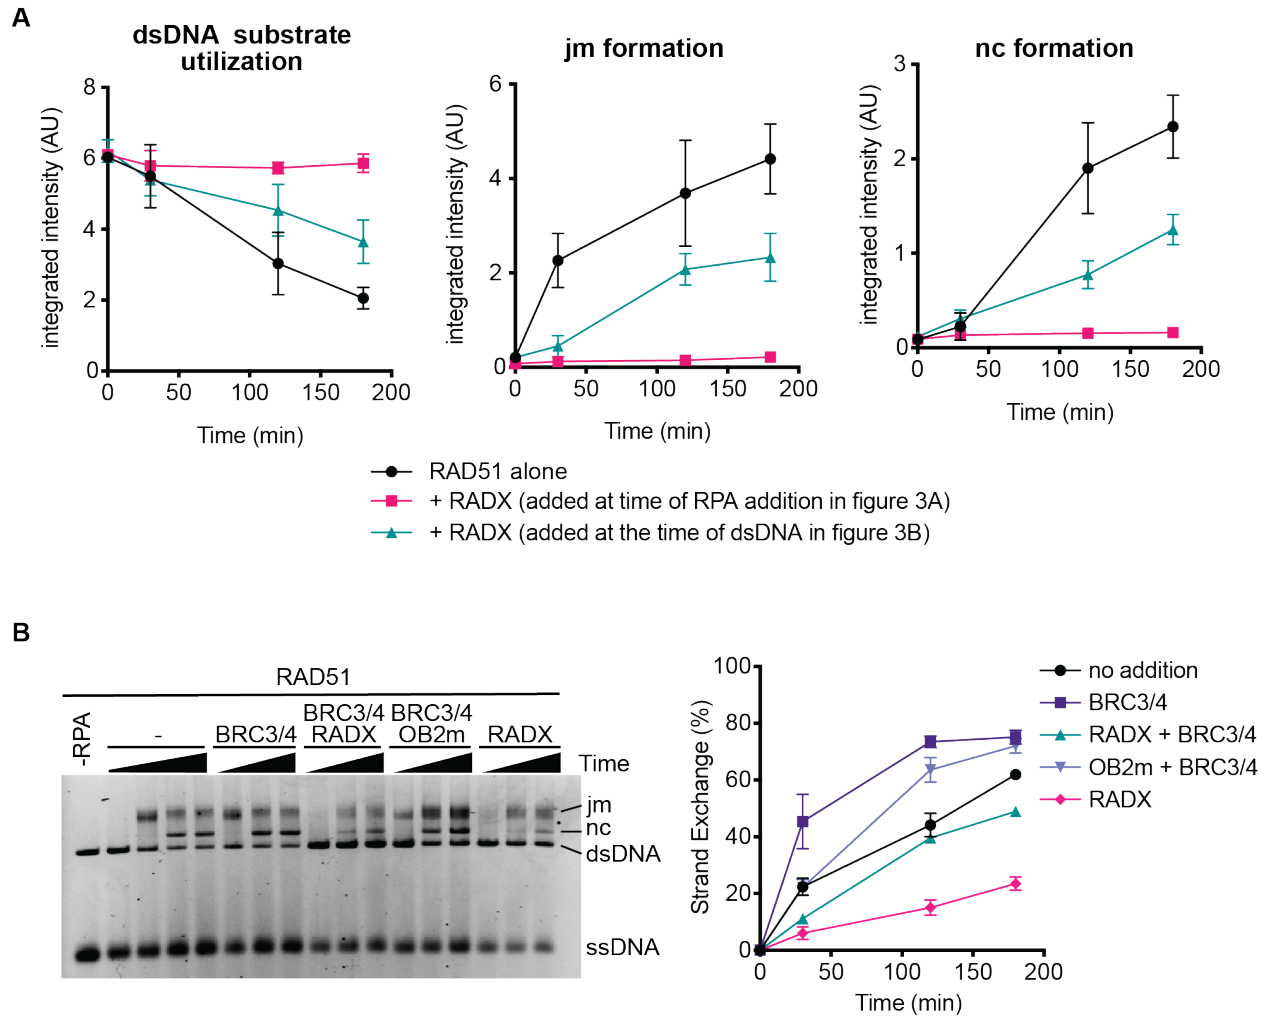 A
dsDNA substrate
utilization
integrated intensity (AU)
8
6
4
2
0
0 50 100 150 200
Time (min)
jm formation
integrated intensity (AU)
6
4
2
0
0 50 100 150 200
Time (min)
nc formation
integrated intensity (AU)
3
2
1
0
0 50 100 150 200
Time (min)
RAD51 alone
+ RADX (added at time of RPA addition in figure 3A)
+ RADX (added at the time of dsDNA in figure 3B)
B
RAD51
-RPA
-
BRC3/4
BRC3/4
RADX
BRC3/4
OB2m
RADX
Time
jm
nc
dsDNA
ssDNA
Strand Exchange (%)
100
80
60
40
20
0
0 50 100 150 200
Time (min)
no addition
BRC3/4
RADX + BRC3/4
OB2m + BRC3/4
RADX